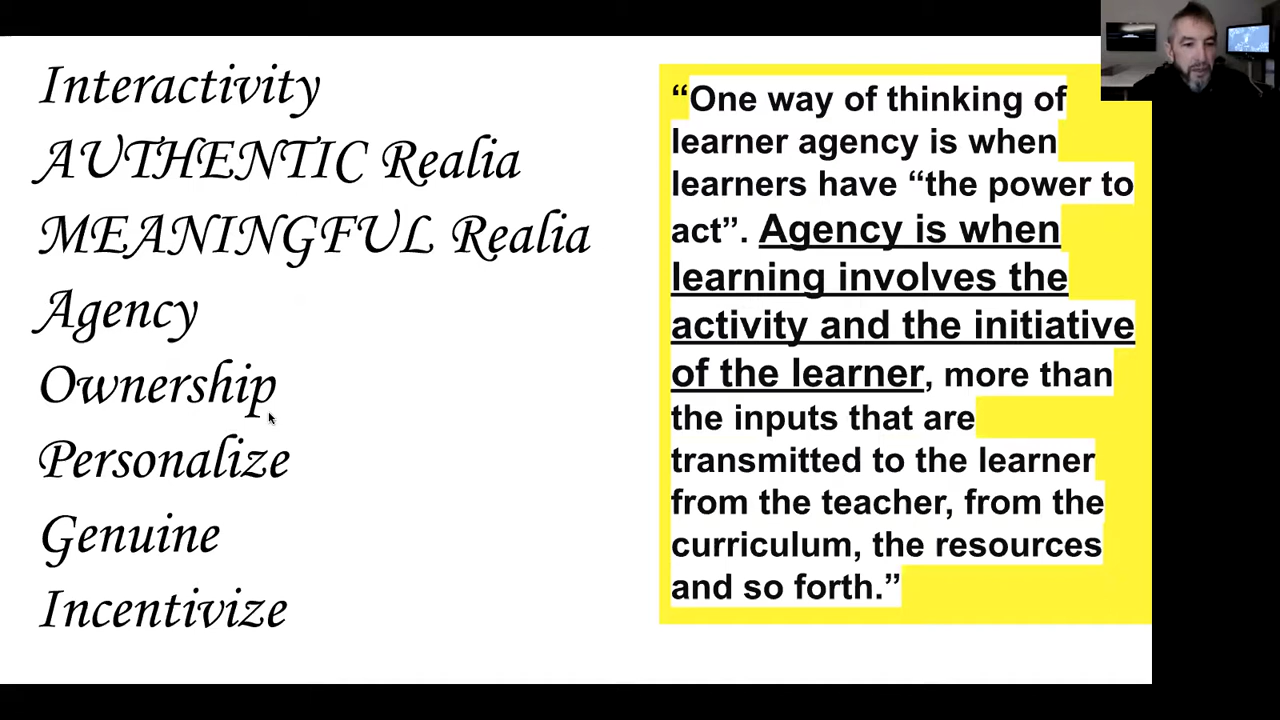 Interactivity
AUTHENTIC Realia
MEANINGFUL Realia
Agency
Ownership
Personalize
Genuine
Incentivize
“One way of thinking of
learner agency is when
learners have “the power to
act”. Agency is when
learning involves the
activity and the initiative
of the learner, more than
the inputs that are
transmitted to the learner
from the teacher, from the
curriculum, the resources
and so forth.”